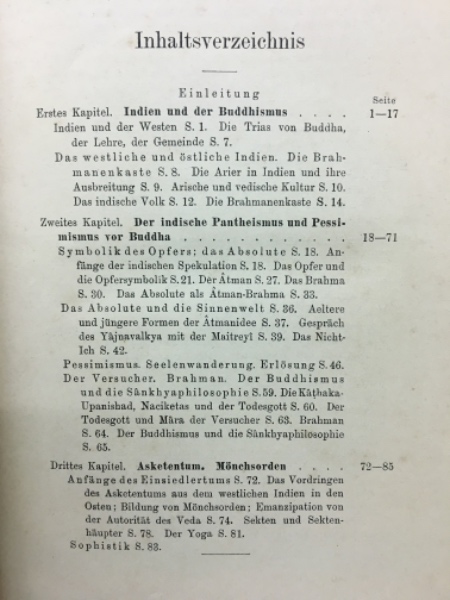 Inhaltsverzeichnis
Einleitung
Seite
Erstes Kapitel. Indien und der Buddhismus . . . . 1—17
Indien und der Westen S. 1. Die Trias von Buddha,
der Lehre, der Gemeinde S. 7.
Das westliche und östliche Indien. Die Brah-
manenkaste S. 8. Die Arier in Indien und ihre
Ausbreitung S. 9. Arische und vedische Kultur S. 10.
Das indische Volk S. 12. Die Brahmanenkaste S. 14.
Zweites Kapitel. Der indische Pantheismus und Pessi-
mismus vor Buddha . . . . . . . . . . . . 18—71
Symbolik des Opfers; das Absolute S. 18. An-
fänge der indischen Spekulation S. 18. Das Opfer und
die Opfersymbolik S. 21. Der Âtman S. 27. Das Brahma
S. 30. Das Absolute als Âtman-Brahma S. 33.
Das Absolute und die Sinnenwelt S. 36. Aeltere
und jüngere Formen der Âtmanidee S. 37. Gespräch
des Yâjnavalkya mit der Maitreyî S. 39. Das Nicht-
Ich S. 42.
Pessimismus. Seelenwanderung. Erlösung S. 46.
Der Versucher. Brahman. Der Buddhismus
und die Sânkhyaphilosophie S. 59. Die Kâṭhaka-
Upanishad, Naciketas und der Todesgott S. 60. Der
Todesgott und Mâra der Versucher S. 63. Brahman
S. 64. Der Buddhismus und die Sânkhyaphilosophie
S. 65.
Drittes Kapitel. Asketentum. Mönchsorden . . . . 72—85
Anfänge des Einsiedlertums S. 72. Das Vordringen
des Asketentums aus dem westlichen Indien in den
Osten; Bildung von Mönchsorden; Emanzipation von
der Autorität des Veda S. 74. Sekten und Sekten-
häupter S. 78. Der Yoga S. 81.
Sophistik S. 83.